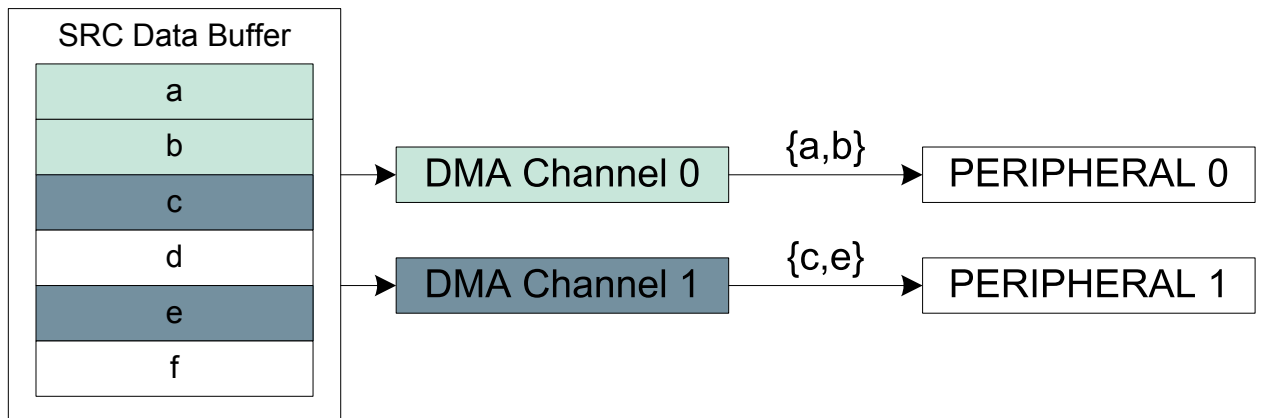 SRC Data Buffer
a
b
c
d
e
f
DMA Channel 0
{a,b}
PERIPHERAL 0
DMA Channel 1
{c,e}
PERIPHERAL 1